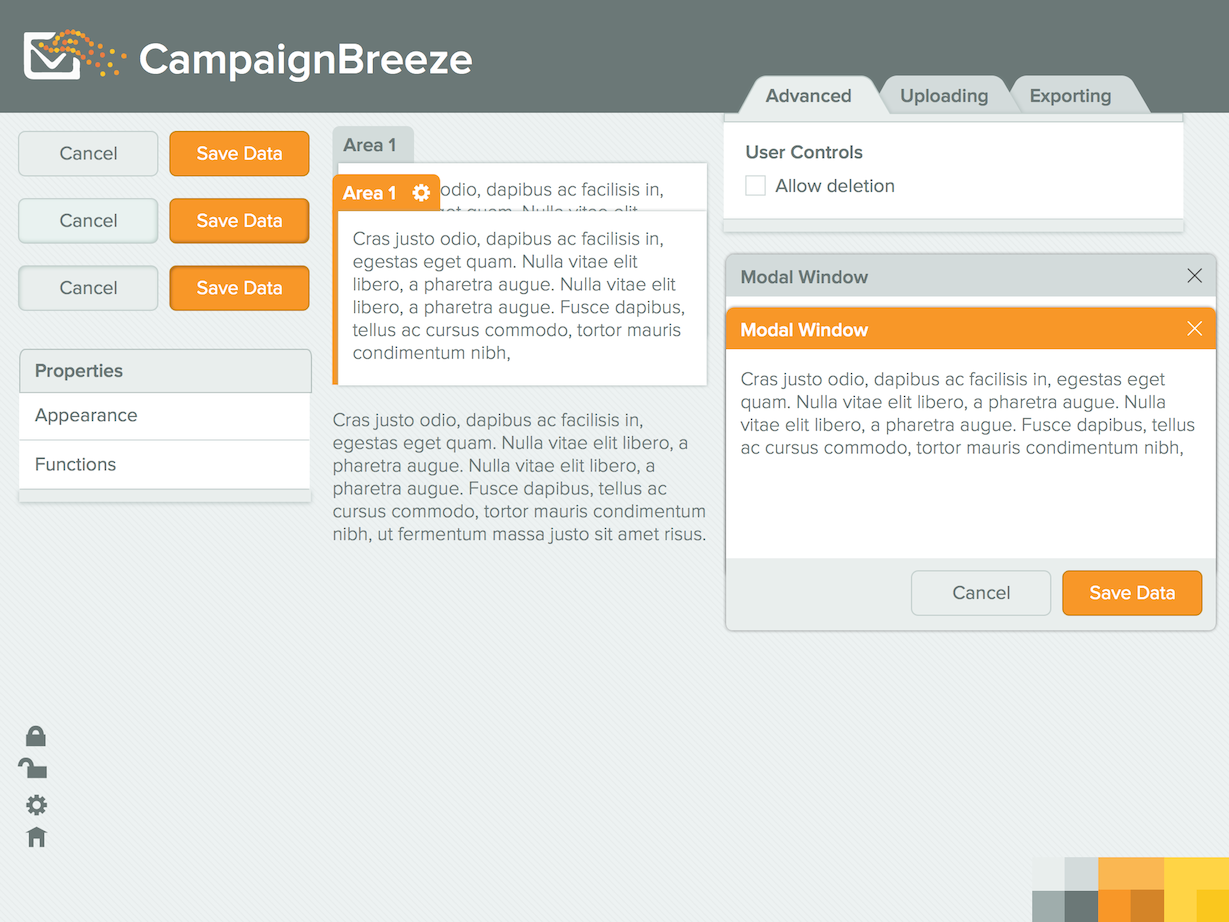 CampaignBreeze
Advanced
Uploading
Exporting
Cancel
Save Data
Cancel
Save Data
Cancel
Save Data
Properties
Appearance
Functions
Area 1
odio, dapibus ac facilisis in,
eget quam. Nulla vitae elit
Area 1
Cras justo odio, dapibus ac facilisis in,
egestas eget quam. Nulla vitae elit
libero, a pharetra augue. Nulla vitae elit
libero, a pharetra augue. Fusce dapibus,
tellus ac cursus commodo, tortor mauris
condimentum nibh,
Cras justo odio, dapibus ac facilisis in,
egestas eget quam. Nulla vitae elit libero, a
pharetra augue. Nulla vitae elit libero, a
pharetra augue. Fusce dapibus, tellus ac
cursus commodo, tortor mauris condimentum
nibh, ut fermentum massa justo sit amet risus.
User Controls
Allow deletion
Modal Window
Modal Window
Cras justo odio, dapibus ac facilisis in, egestas eget
quam. Nulla vitae elit libero, a pharetra augue. Nulla
vitae elit libero, a pharetra augue. Fusce dapibus, tellus
ac cursus commodo, tortor mauris condimentum nibh,
Cancel
Save Data